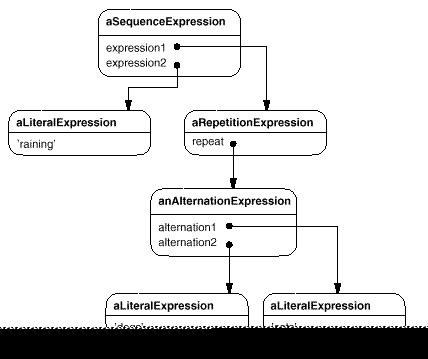 aSequenceExpression
expression1
expression2
aLiteralExpression
'raining'
aRepetitionExpression
repeat
anAlternationExpression
alternation1
alternation2
aLiteralExpression
aLiteralExpression